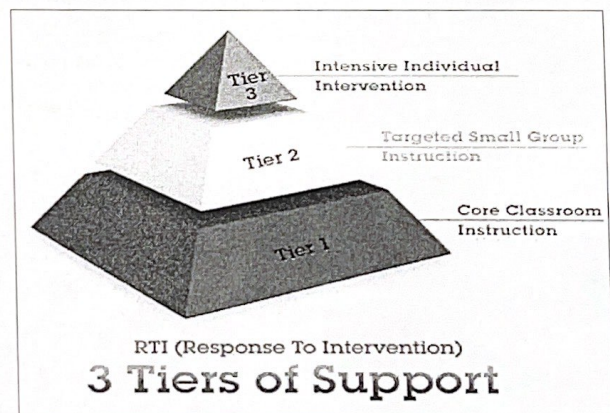 Tier
3
Intensive Individual
Intervention
Tier 2
Targeted Small Group
Instruction
Tier 1
Core Classroom
Instruction
RTI (Response To Intervention)
3 Tiers of Support